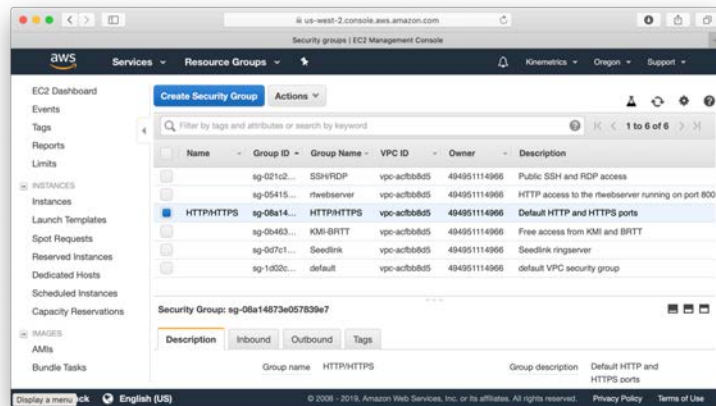 us-west-2.console.aws.amazon.com
Security groups | EC2 Management Console
aws Services Resource Groups Kinemetrics Oregon Support
EC2 Dashboard
Events
Tags
Reports
Limits
INSTANCES
Instances
Launch Templates
Spot Requests
Reserved Instances
Dedicated Hosts
Scheduled Instances
Capacity Reservations
IMAGES
AMIs
Bundle Tasks
Create Security Group Actions
Filter by tags and attributes or search by keyword 1 to 6 of 6
Name Group ID Group Name VPC ID Owner Description
sg-021c2... SSH/RDP vpc-acfbb8d5 494951114966 Public SSH and RDP access
sg-05415... rtwebserver vpc-acfbb8d5 494951114966 HTTP access to the rtwebserver running on port 800
HTTP/HTTPS sg-08a14... HTTP/HTTPS vpc-acfbb8d5 494951114966 Default HTTP and HTTPS ports
sg-0b463... KMI-BRTT vpc-acfbb8d5 494951114966 Free access from KMI and BRTT
sg-0d7c1... Seedlink vpc-acfbb8d5 494951114966 Seedlink ringserver
sg-1d02c... default vpc-acfbb8d5 494951114966 default VPC security group
Security Group: sg-08a14873e057839e7
Description Inbound Outbound Tags
Group name HTTP/HTTPS Group description Default HTTP and
HTTPS ports
Display a menu ck English (US) © 2008 - 2019, Amazon Web Services, Inc. or its affiliates. All rights reserved. Privacy Policy Terms of Use